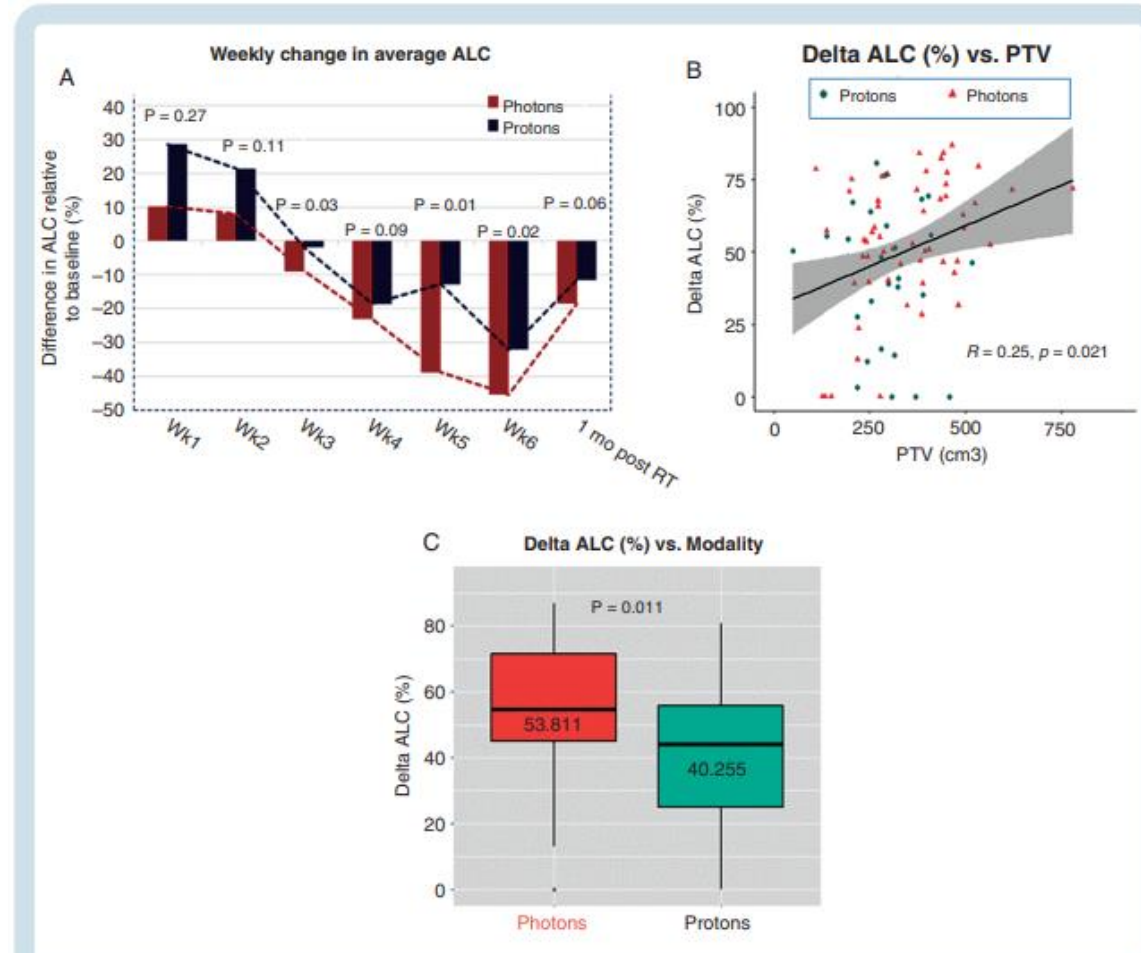 A
Weekly change in average ALC
Difference in ALC relative
to baseline (%)
40
30
20
10
0
–10
–20
–30
–40
–50
P = 0.27
P = 0.11
P = 0.03
P = 0.09
P = 0.01
P = 0.02
P = 0.06
Photons
Protons
Wk1
Wk2
Wk3
Wk4
Wk5
Wk6
1 mo post RT
B
Delta ALC (%) vs. PTV
Protons Photons
Delta ALC (%)
100
75
50
25
0
R = 0.25, p = 0.021
0 250 500 750
PTV (cm3)
C
Delta ALC (%) vs. Modality
Delta ALC (%)
80
60
40
20
0
P = 0.011
53.811
40.255
Photons Protons